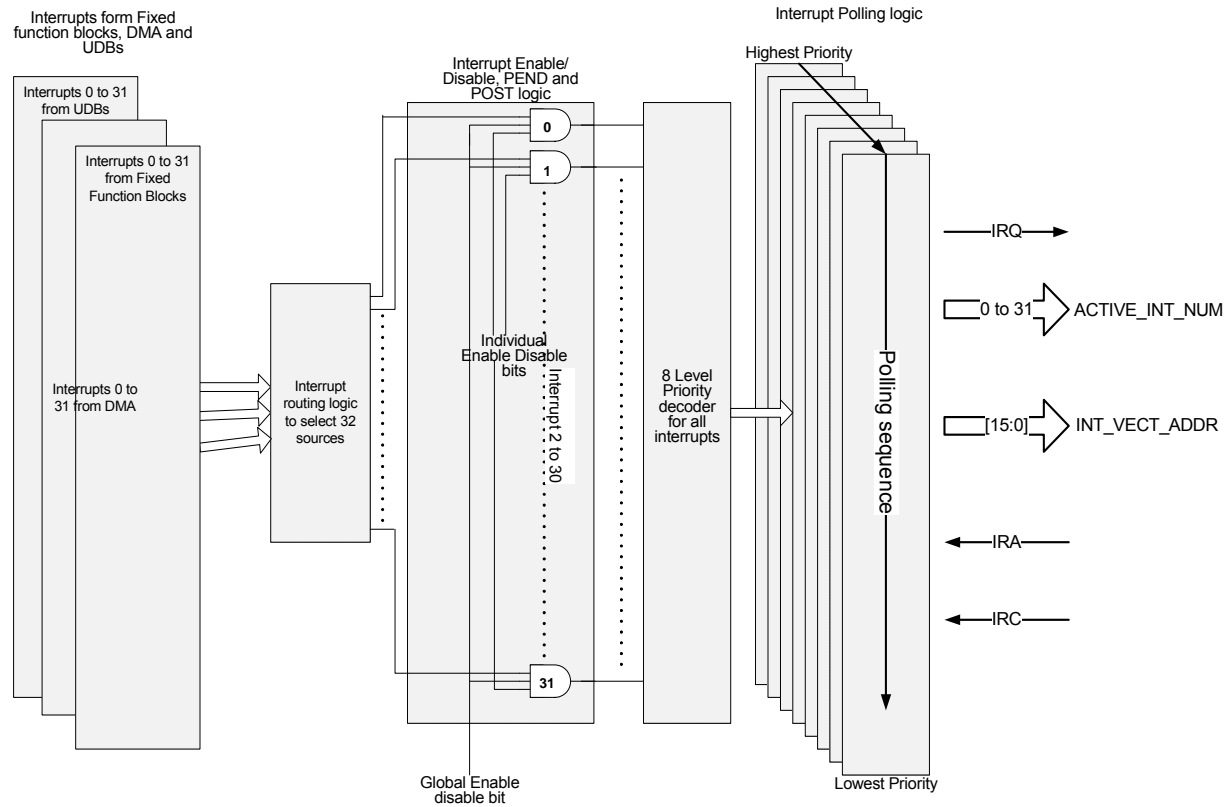 Interrupts form Fixed
function blocks, DMA and
UDBs
Interrupts 0 to 31
from UDBs
Interrupts 0 to 31
from Fixed
Function Blocks
Interrupts 0 to
31 from DMA
Interrupt
routing logic
to select 32
sources
Interrupt Enable/
Disable, PEND and
POST logic
0
1
Individual
Enable Disable
bits
Interrupt 2 to 30
31
Global Enable
disable bit
8 Level
Priority
decoder
for all
interrupts
Interrupt Polling logic
Highest Priority
Polling sequence
Lowest Priority
IRQ
0 to 31 ACTIVE_INT_NUM
[15:0] INT_VECT_ADDR
IRA
IRC